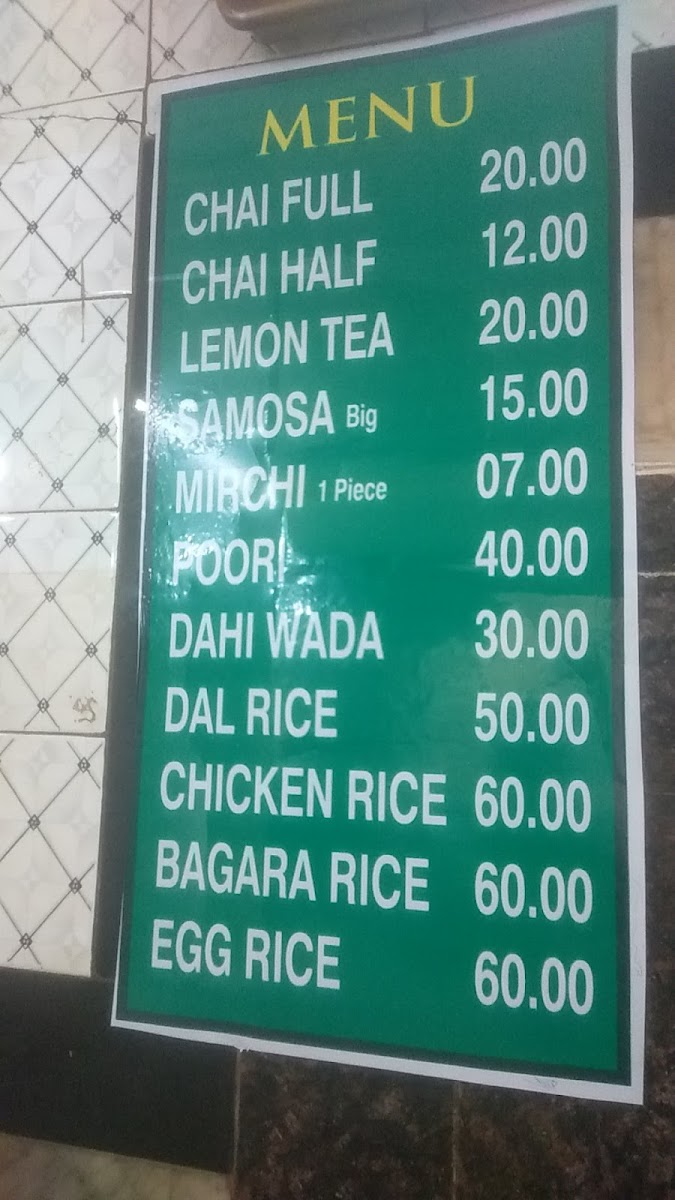 MENU
CHAI FULL 20.00
CHAI HALF 12.00
LEMON TEA 20.00
SAMOSA Big 15.00
MIRCHI 1 Piece 07.00
POORI 40.00
DAHI WADA 30.00
DAL RICE 50.00
CHICKEN RICE 60.00
BAGARA RICE 60.00
EGG RICE 60.00